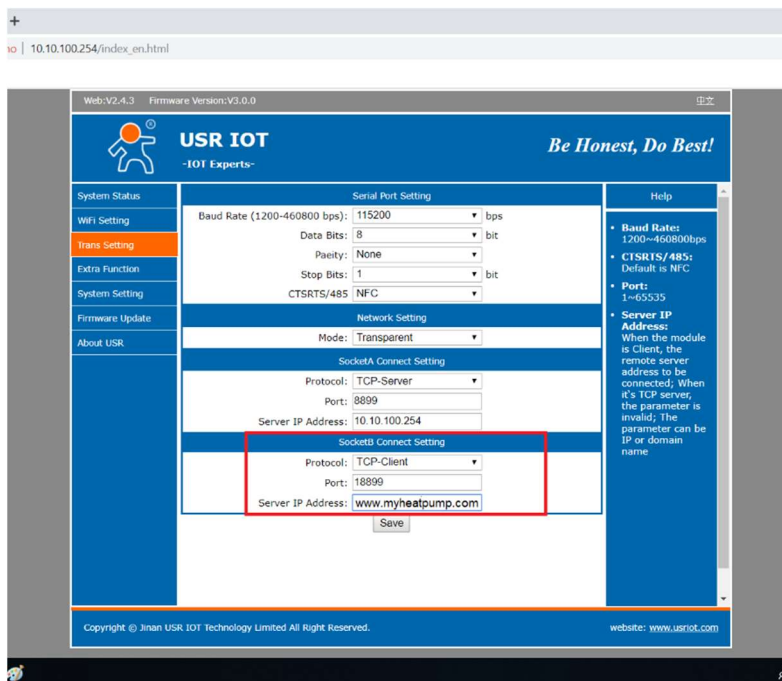 +
no | 10.10.100.254/index_en.html
Web:V2.4.3 Firmware Version:V3.0.0 中文
®
USR IOT
-IOT Experts-
Be Honest, Do Best!
System Status
WiFi Setting
Trans Setting
Extra Function
System Setting
Firmware Update
About USR
Serial Port Setting
Baud Rate (1200-460800 bps): 115200 bps
Data Bits: 8 bit
Paeity: None
Stop Bits: 1 bit
CTSRTS/485 NFC
Network Setting
Mode: Transparent
SocketA Connect Setting
Protocol: TCP-Server
Port: 8899
Server IP Address: 10.10.100.254
SocketB Connect Setting
Protocol: TCP-Client
Port: 18899
Server IP Address: www.myheatpump.com
Save
Help
• Baud Rate:
1200~460800bps
• CTSRTS/485:
Default is NFC
• Port:
1~65535
• Server IP
Address:
When the module
is Client, the
remote server
address to be
connected; When
it's TCP server,
the parameter is
invalid; The
parameter can be
IP or domain
name
Copyright © Jinan USR IOT Technology Limited All Right Reserved. website: www.usriot.com